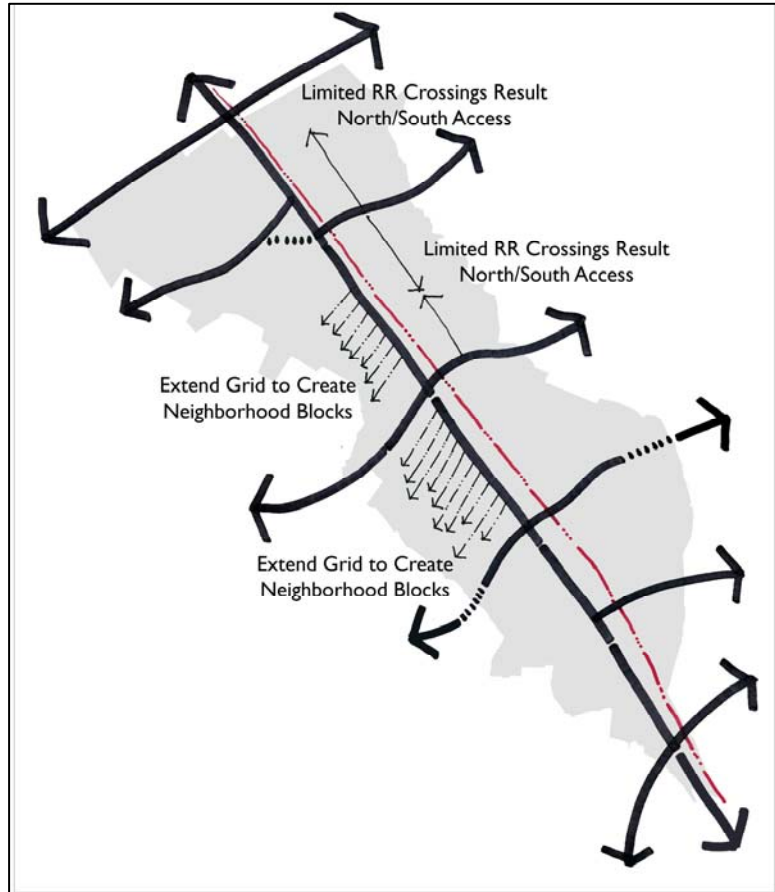 Limited RR Crossings Result
North/South Access
Limited RR Crossings Result
North/South Access
Extend Grid to Create
Neighborhood Blocks
Extend Grid to Create
Neighborhood Blocks